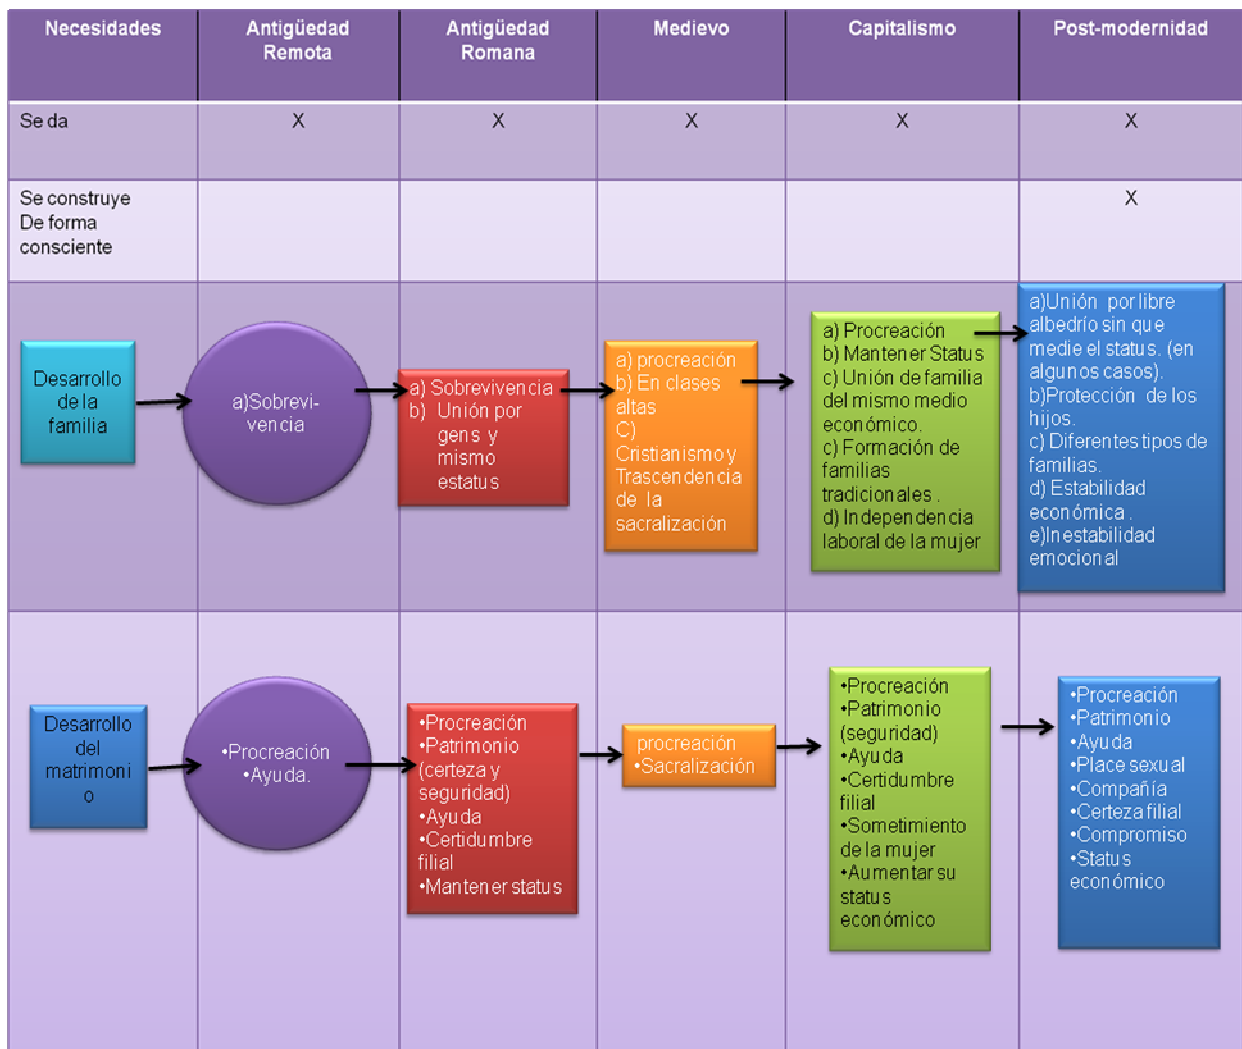 Necesidades
Antigüedad
Remota
Antigüedad
Romana
Medievo
Capitalismo
Post-modernidad
Se da
X
X
X
X
X
Se construye
De forma
consciente
X
Desarrollo
de la
familia
a)Sobrevi-
vencia
a) Sobrevivencia
b) Unión por
gens y
mismo
estatus
a) procreación
b) En clases
altas
C)
Cristianismo y
Trascendencia
de la
sacralización
a) Procreación
b) Mantener Status
c) Unión de familia
del mismo medio
económico.
c) Formación de
familias
tradicionales .
d) Independencia
laboral de la mujer
a)Unión por libre
albedrío sin que
medie el status. (en
algunos casos).
b)Protección de los
hijos.
c) Diferentes tipos de
familias.
d) Estabilidad
económica .
e)Inestabilidad
emocional
Desarrollo
del
matrimoni
o
•Procreación
•Ayuda.
•Procreación
•Patrimonio
(certeza y
seguridad)
•Ayuda
•Certidumbre
filial
•Mantener status
procreación
•Sacralización
•Procreación
•Patrimonio
(seguridad)
•Ayuda
•Certidumbre
filial
•Sometimiento
de la mujer
•Aumentar su
status
económico
•Procreación
•Patrimonio
•Ayuda
•Place sexual
•Compañía
•Certeza filial
•Compromiso
•Status
económico